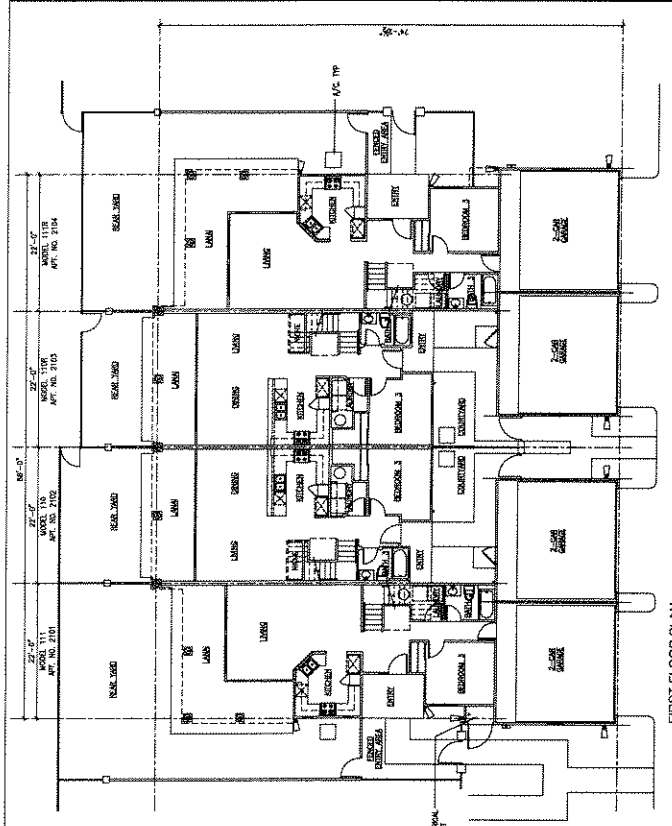 88'-0"
22'-0"
MODEL 111
APT. NO. 2101
22'-0"
MODEL 110
APT. NO. 2102
22'-0"
MODEL 110R
APT. NO. 2103
22'-0"
MODEL 111R
APT. NO. 2104
REAR YARD
REAR YARD
REAR YARD
REAR YARD
LANAI
LANAI
LANAI
LANAI
LIVING
LIVING
DINING
DINING
LIVING
LIVING
A/C, TYP
KITCHEN
NICHE
KITCHEN
KITCHEN
NICHE
KITCHEN
FENCED
ENTRY AREA
ENTRY
LAUNDRY
BATH
BEDROOM 3
LAUNDRY
BEDROOM 3
BATH
ENTRY
FENCED
ENTRY AREA
BEDROOM 3
ENTRY
COURTYARD
COURTYARD
ENTRY
BEDROOM 3
2-CAR
GARAGE
2-CAR
GARAGE
2-CAR
GARAGE
2-CAR
GARAGE
FIRST FLOOR PLAN